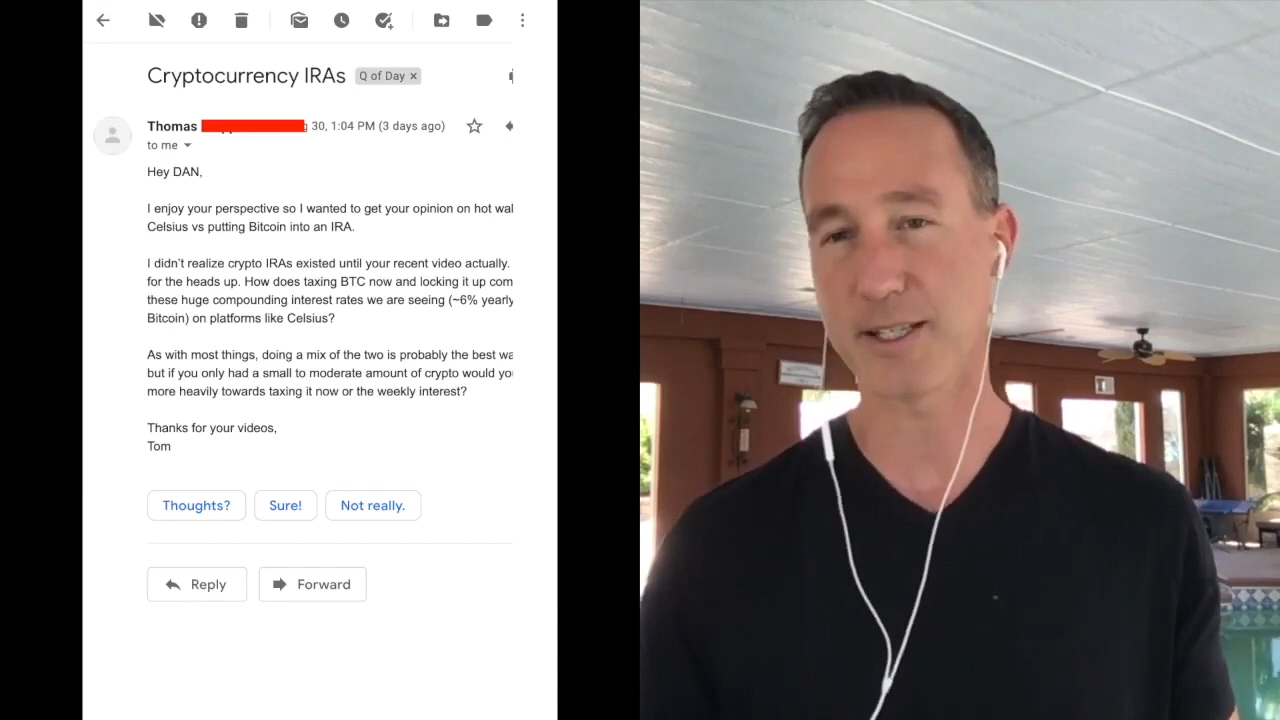 Cryptocurrency IRAs Q of Day ×
Thomas 30, 1:04 PM (3 days ago)
to me
Hey DAN,
I enjoy your perspective so I wanted to get your opinion on hot
Celsius vs putting Bitcoin into an IRA.
I didn't realize crypto IRAs existed until your recent video actually.
for the heads up. How does taxing BTC now and locking it up
these huge compounding interest rates we are seeing (~6% yearly
Bitcoin) on platforms like Celsius?
As with most things, doing a mix of the two is probably the best
but if you only had a small to moderate amount of crypto would
more heavily towards taxing it now or the weekly interest?
Thanks for your videos,
Tom
Thoughts? Sure! Not really.
Reply Forward